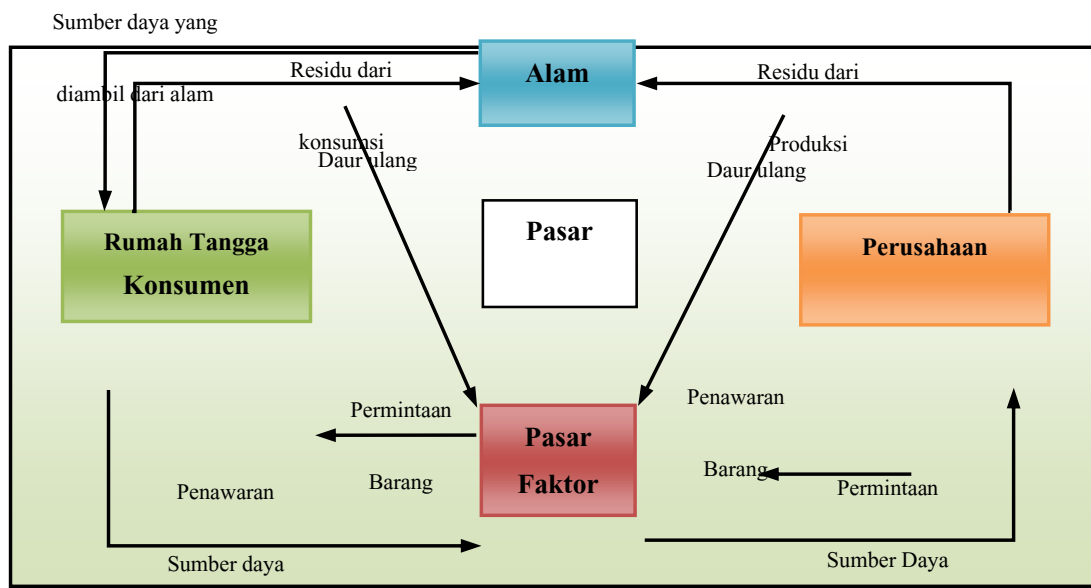 Sumber daya yang
diambil dari alam
Residu dari
konsumsi
Daur ulang
Alam
Residu dari
Produksi
Daur ulang
Rumah Tangga
Konsumen
Pasar
Perusahaan
Permintaan
Barang
Penawaran
Sumber daya
Pasar
Faktor
Penawaran
Barang
Permintaan
Sumber Daya